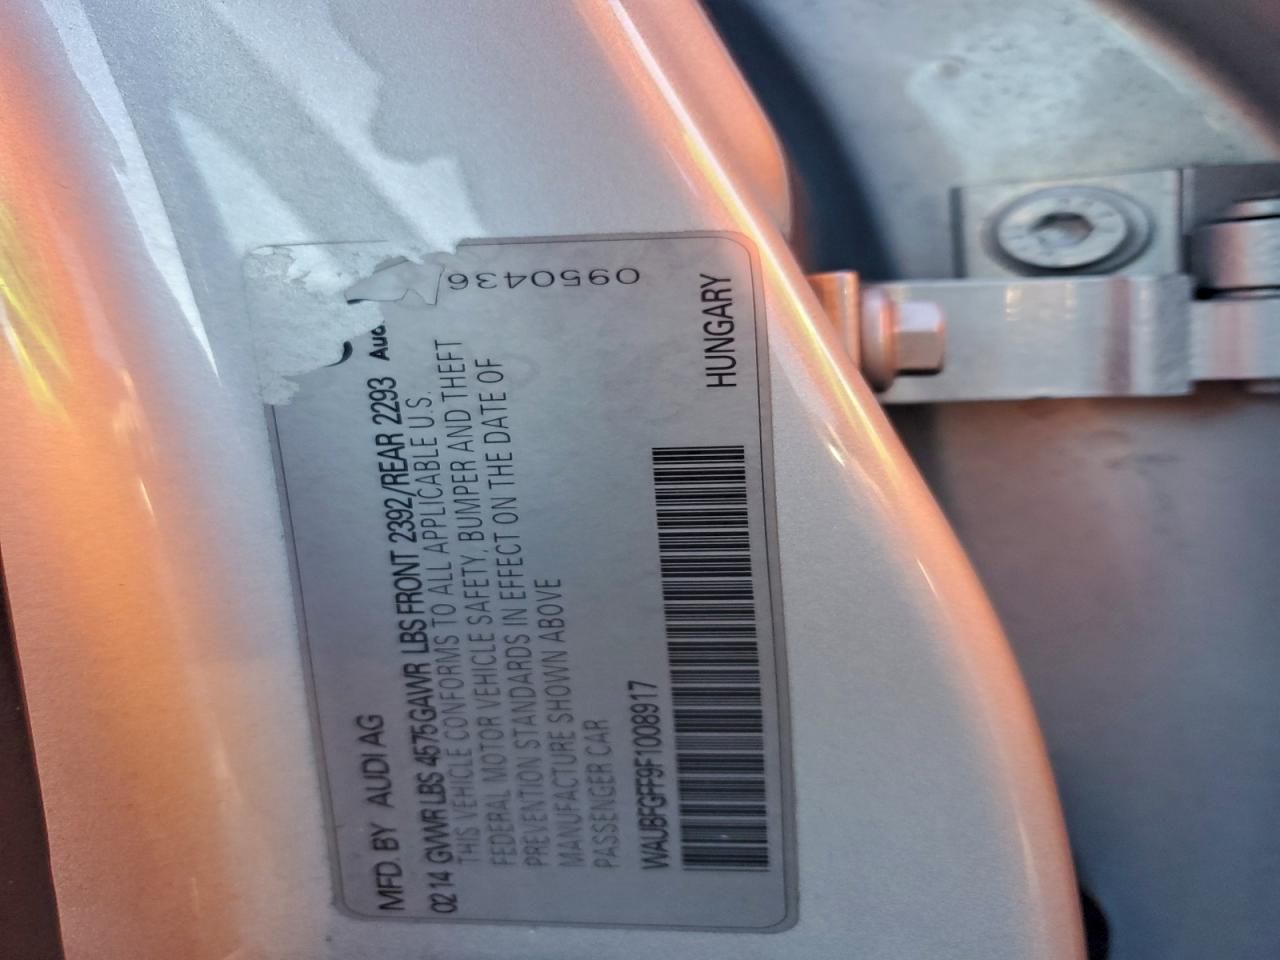 MFD. BY AUDI AG
02 14 GVWR LBS 4575 GAWR LBS FRONT 2392/REAR 2293
THIS VEHICLE CONFORMS TO ALL APPLICABLE U.S.
FEDERAL MOTOR VEHICLE SAFETY, BUMPER AND THEFT
PREVENTION STANDARDS IN EFFECT ON THE DATE OF
MANUFACTURE SHOWN ABOVE
PASSENGER CAR
WAUBFGFF9F1008917
HUNGARY
0950436